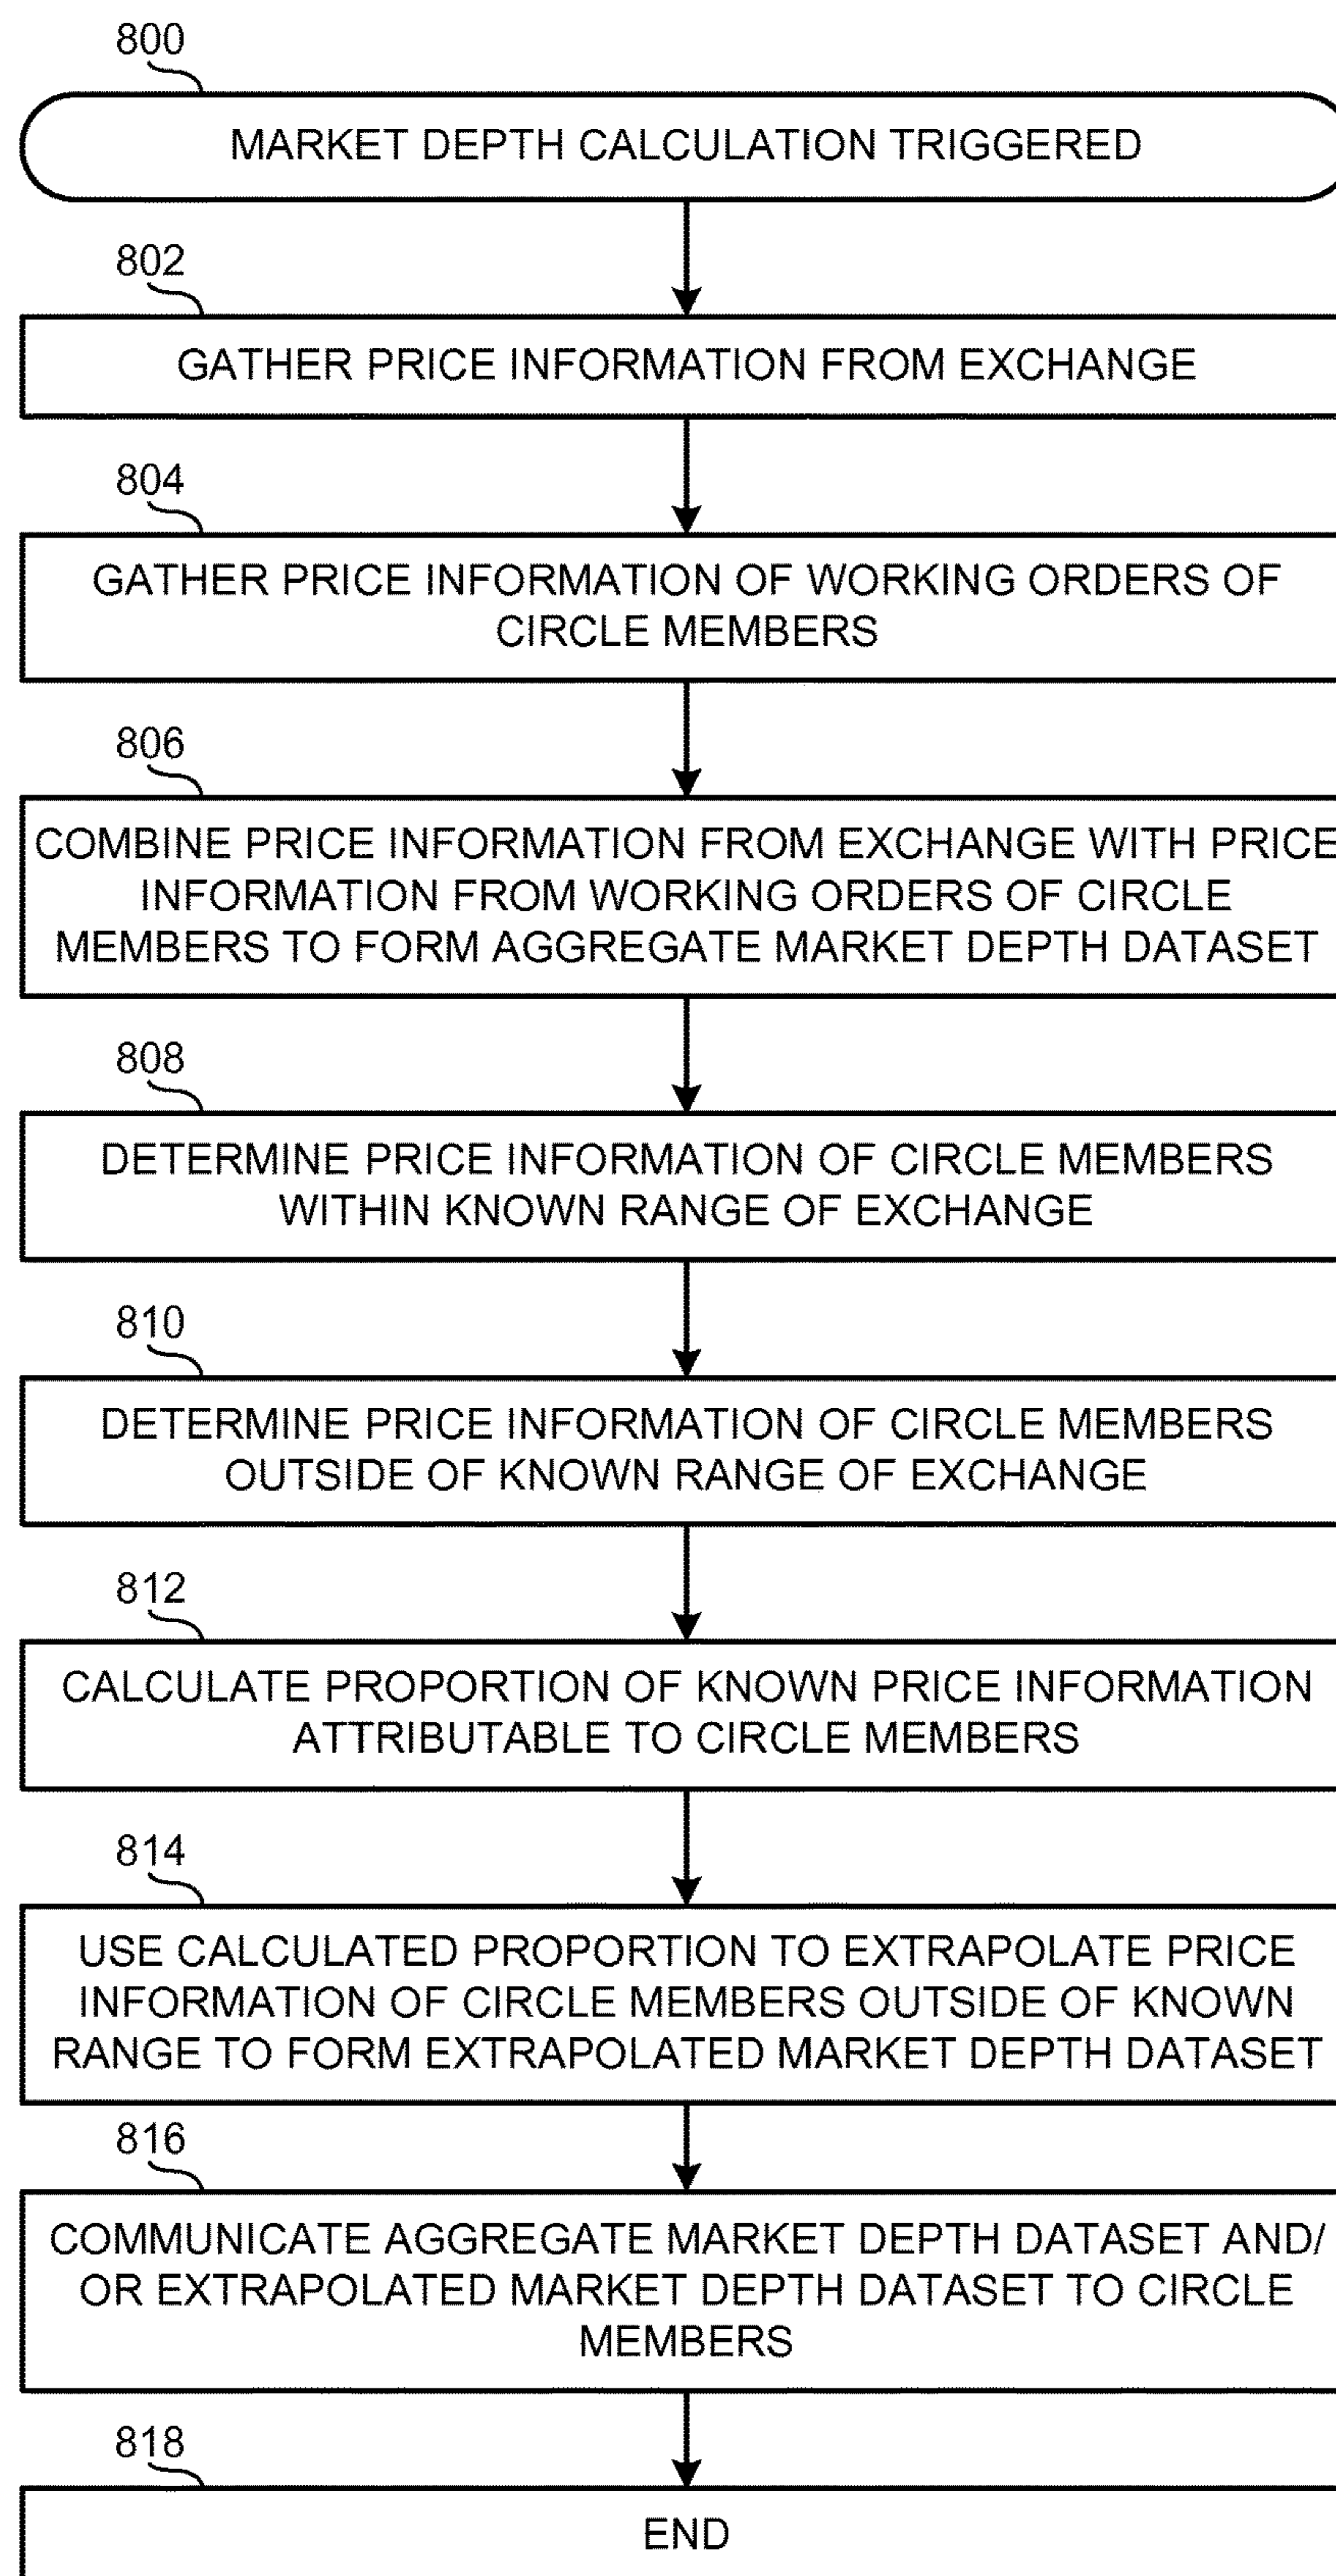 800
MARKET DEPTH CALCULATION TRIGGERED
802
GATHER PRICE INFORMATION FROM EXCHANGE
804
GATHER PRICE INFORMATION OF WORKING ORDERS OF
CIRCLE MEMBERS
806
COMBINE PRICE INFORMATION FROM EXCHANGE WITH PRICE
INFORMATION FROM WORKING ORDERS OF CIRCLE
MEMBERS TO FORM AGGREGATE MARKET DEPTH DATASET
808
DETERMINE PRICE INFORMATION OF CIRCLE MEMBERS
WITHIN KNOWN RANGE OF EXCHANGE
810
DETERMINE PRICE INFORMATION OF CIRCLE MEMBERS
OUTSIDE OF KNOWN RANGE OF EXCHANGE
812
CALCULATE PROPORTION OF KNOWN PRICE INFORMATION
ATTRIBUTABLE TO CIRCLE MEMBERS
814
USE CALCULATED PROPORTION TO EXTRAPOLATE PRICE
INFORMATION OF CIRCLE MEMBERS OUTSIDE OF KNOWN
RANGE TO FORM EXTRAPOLATED MARKET DEPTH DATASET
816
COMMUNICATE AGGREGATE MARKET DEPTH DATASET AND/
OR EXTRAPOLATED MARKET DEPTH DATASET TO CIRCLE
MEMBERS
818
END